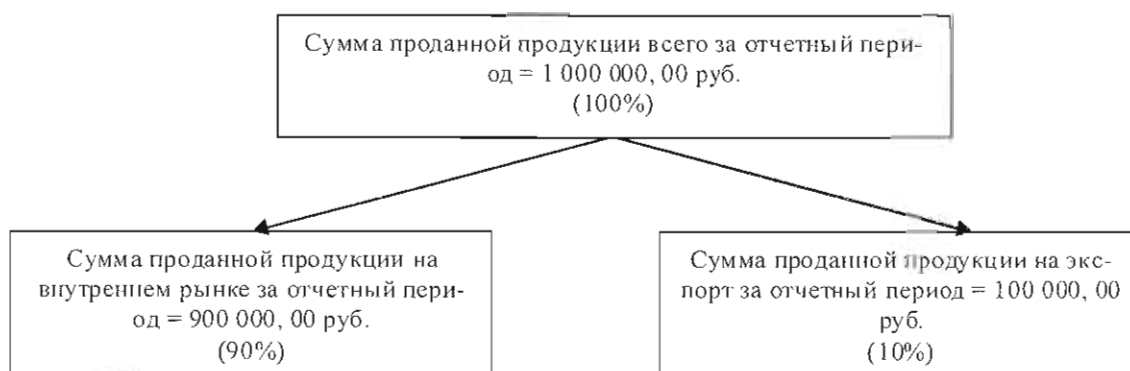 Сумма проданной продукции всего за отчетный пери-
од = 1 000 000, 00 руб.
(100%)
Сумма проданной продукции на
внутреннем рынке за отчетный пери-
од = 900 000, 00 руб.
(90%)
Сумма проданной продукции на экс-
порт за отчетный период = 100 000, 00
руб.
(10%)